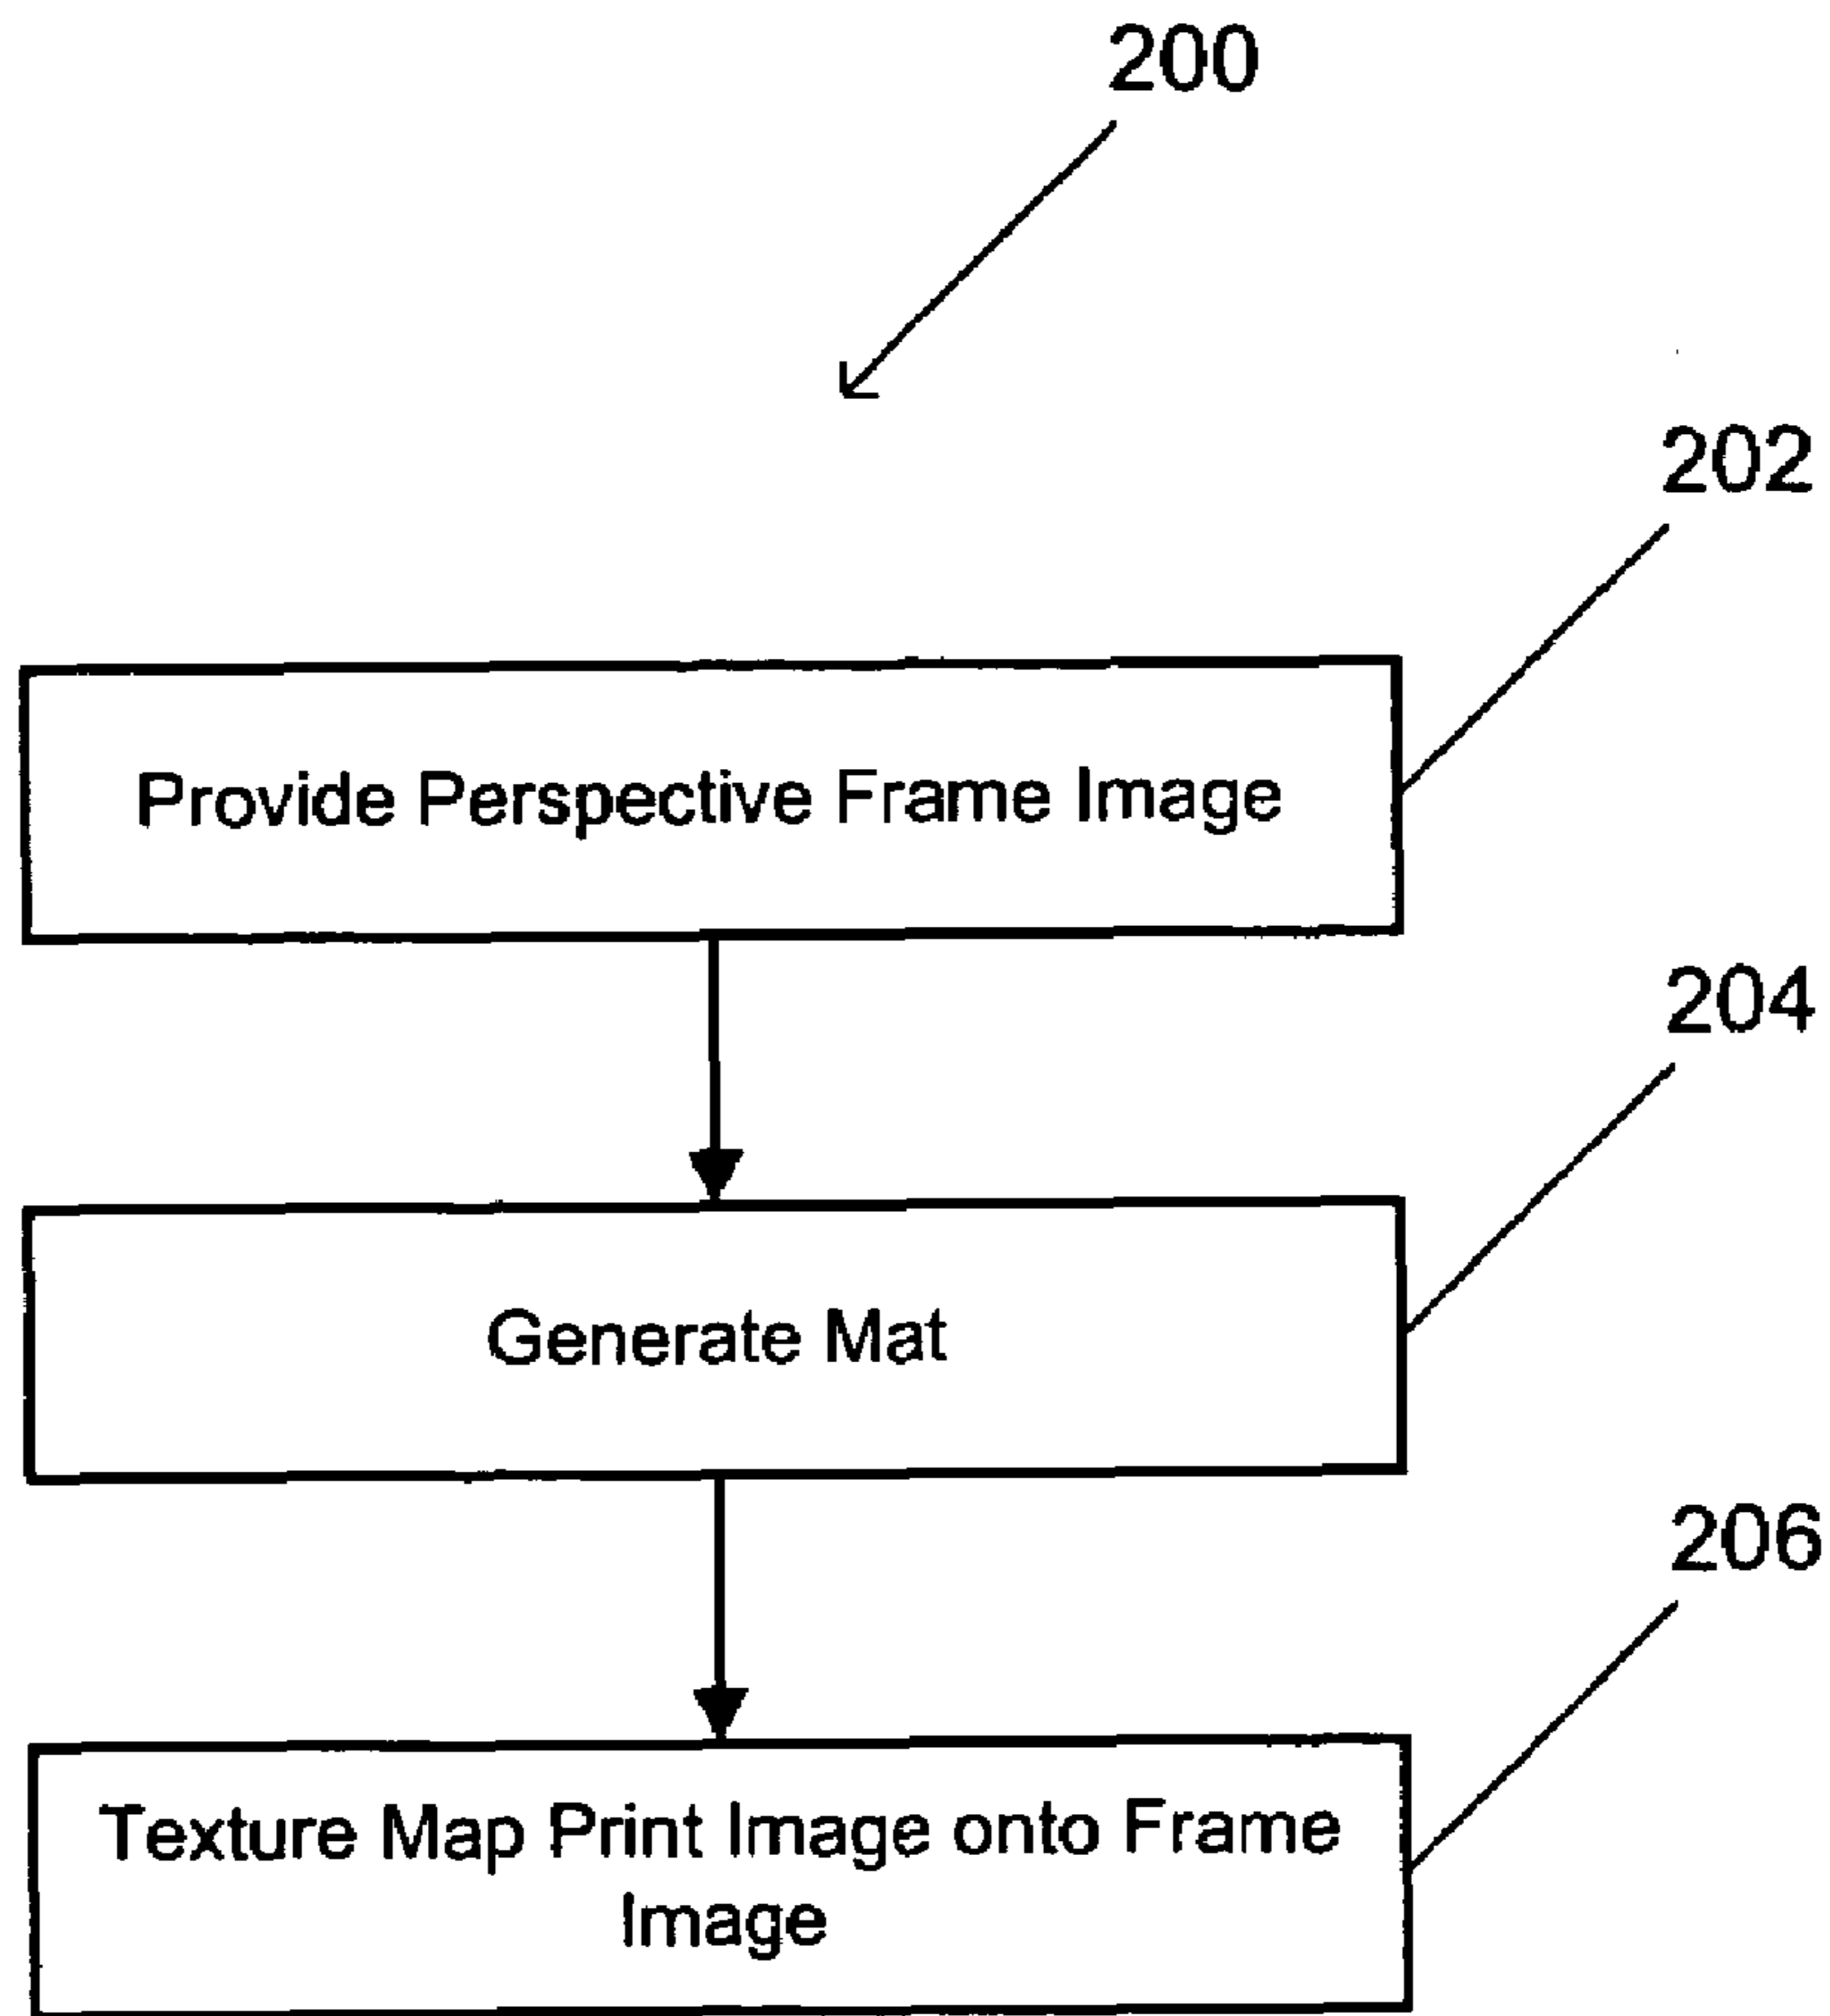 200
202
Provide Perspective Frame Image
204
Generate Mat
206
Texture Map Print Image onto Frame
Image